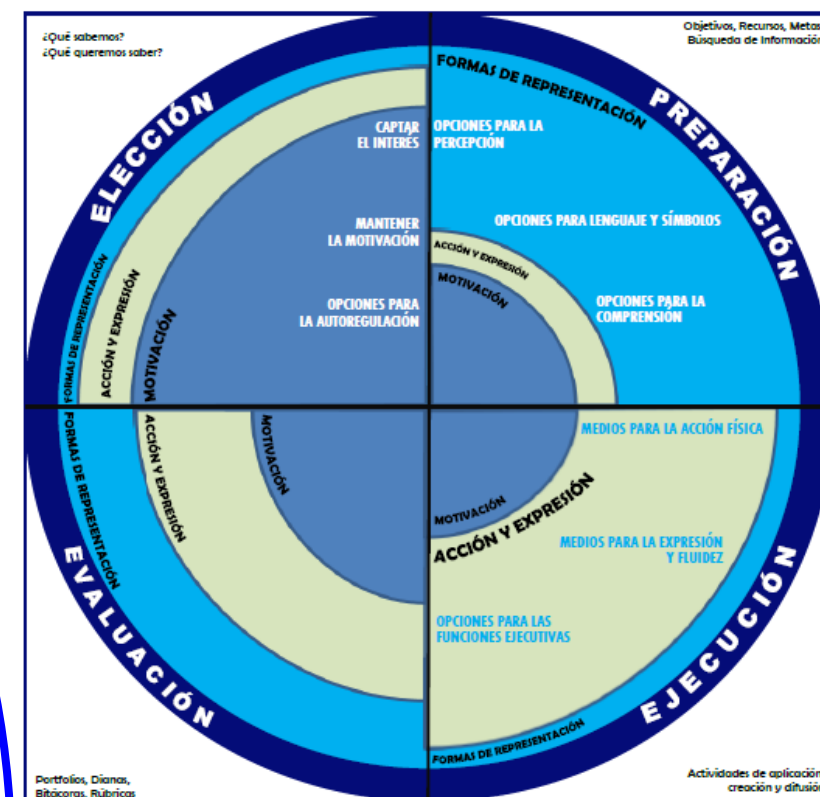 ¿Qué sabemos?
¿Qué queremos saber?
Objetivos, Recursos, Metas
Búsqueda de Información
ELECCIÓN
FORMAS DE REPRESENTACIÓN
ACCIÓN Y EXPRESIÓN
MOTIVACIÓN
CAPTAR
EL INTERÉS
MANTENER
LA MOTIVACIÓN
OPCIONES PARA
LA AUTOREGULACIÓN
PREPARACIÓN
FORMAS DE REPRESENTACIÓN
OPCIONES PARA LA
PERCEPCIÓN
OPCIONES PARA LENGUAJE Y SÍMBOLOS
ACCIÓN Y EXPRESIÓN
MOTIVACIÓN
OPCIONES PARA LA
COMPRENSIÓN
EVALUACIÓN
FORMAS DE REPRESENTACIÓN
ACCIÓN Y EXPRESIÓN
MOTIVACIÓN
MEDIOS PARA LA ACCIÓN FÍSICA
MOTIVACIÓN
ACCIÓN Y EXPRESIÓN
MEDIOS PARA LA EXPRESIÓN
Y FLUIDEZ
OPCIONES PARA LAS
FUNCIONES EJECUTIVAS
FORMAS DE REPRESENTACIÓN
EJECUCIÓN
Portfolios, Dianas,
Bitácoras, Rúbricas
Actividades de aplicación
creación y difusión